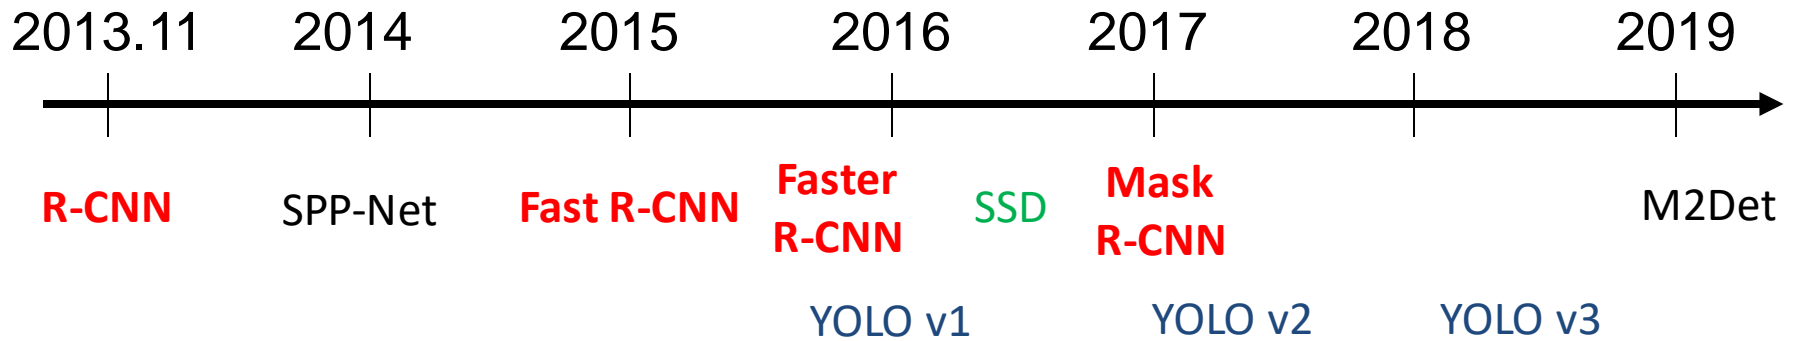 2013.11 2014 2015 2016 2017 2018 2019
R-CNN SPP-Net Fast R-CNN Faster R-CNN SSD Mask R-CNN M2Det
YOLO v1 YOLO v2 YOLO v3